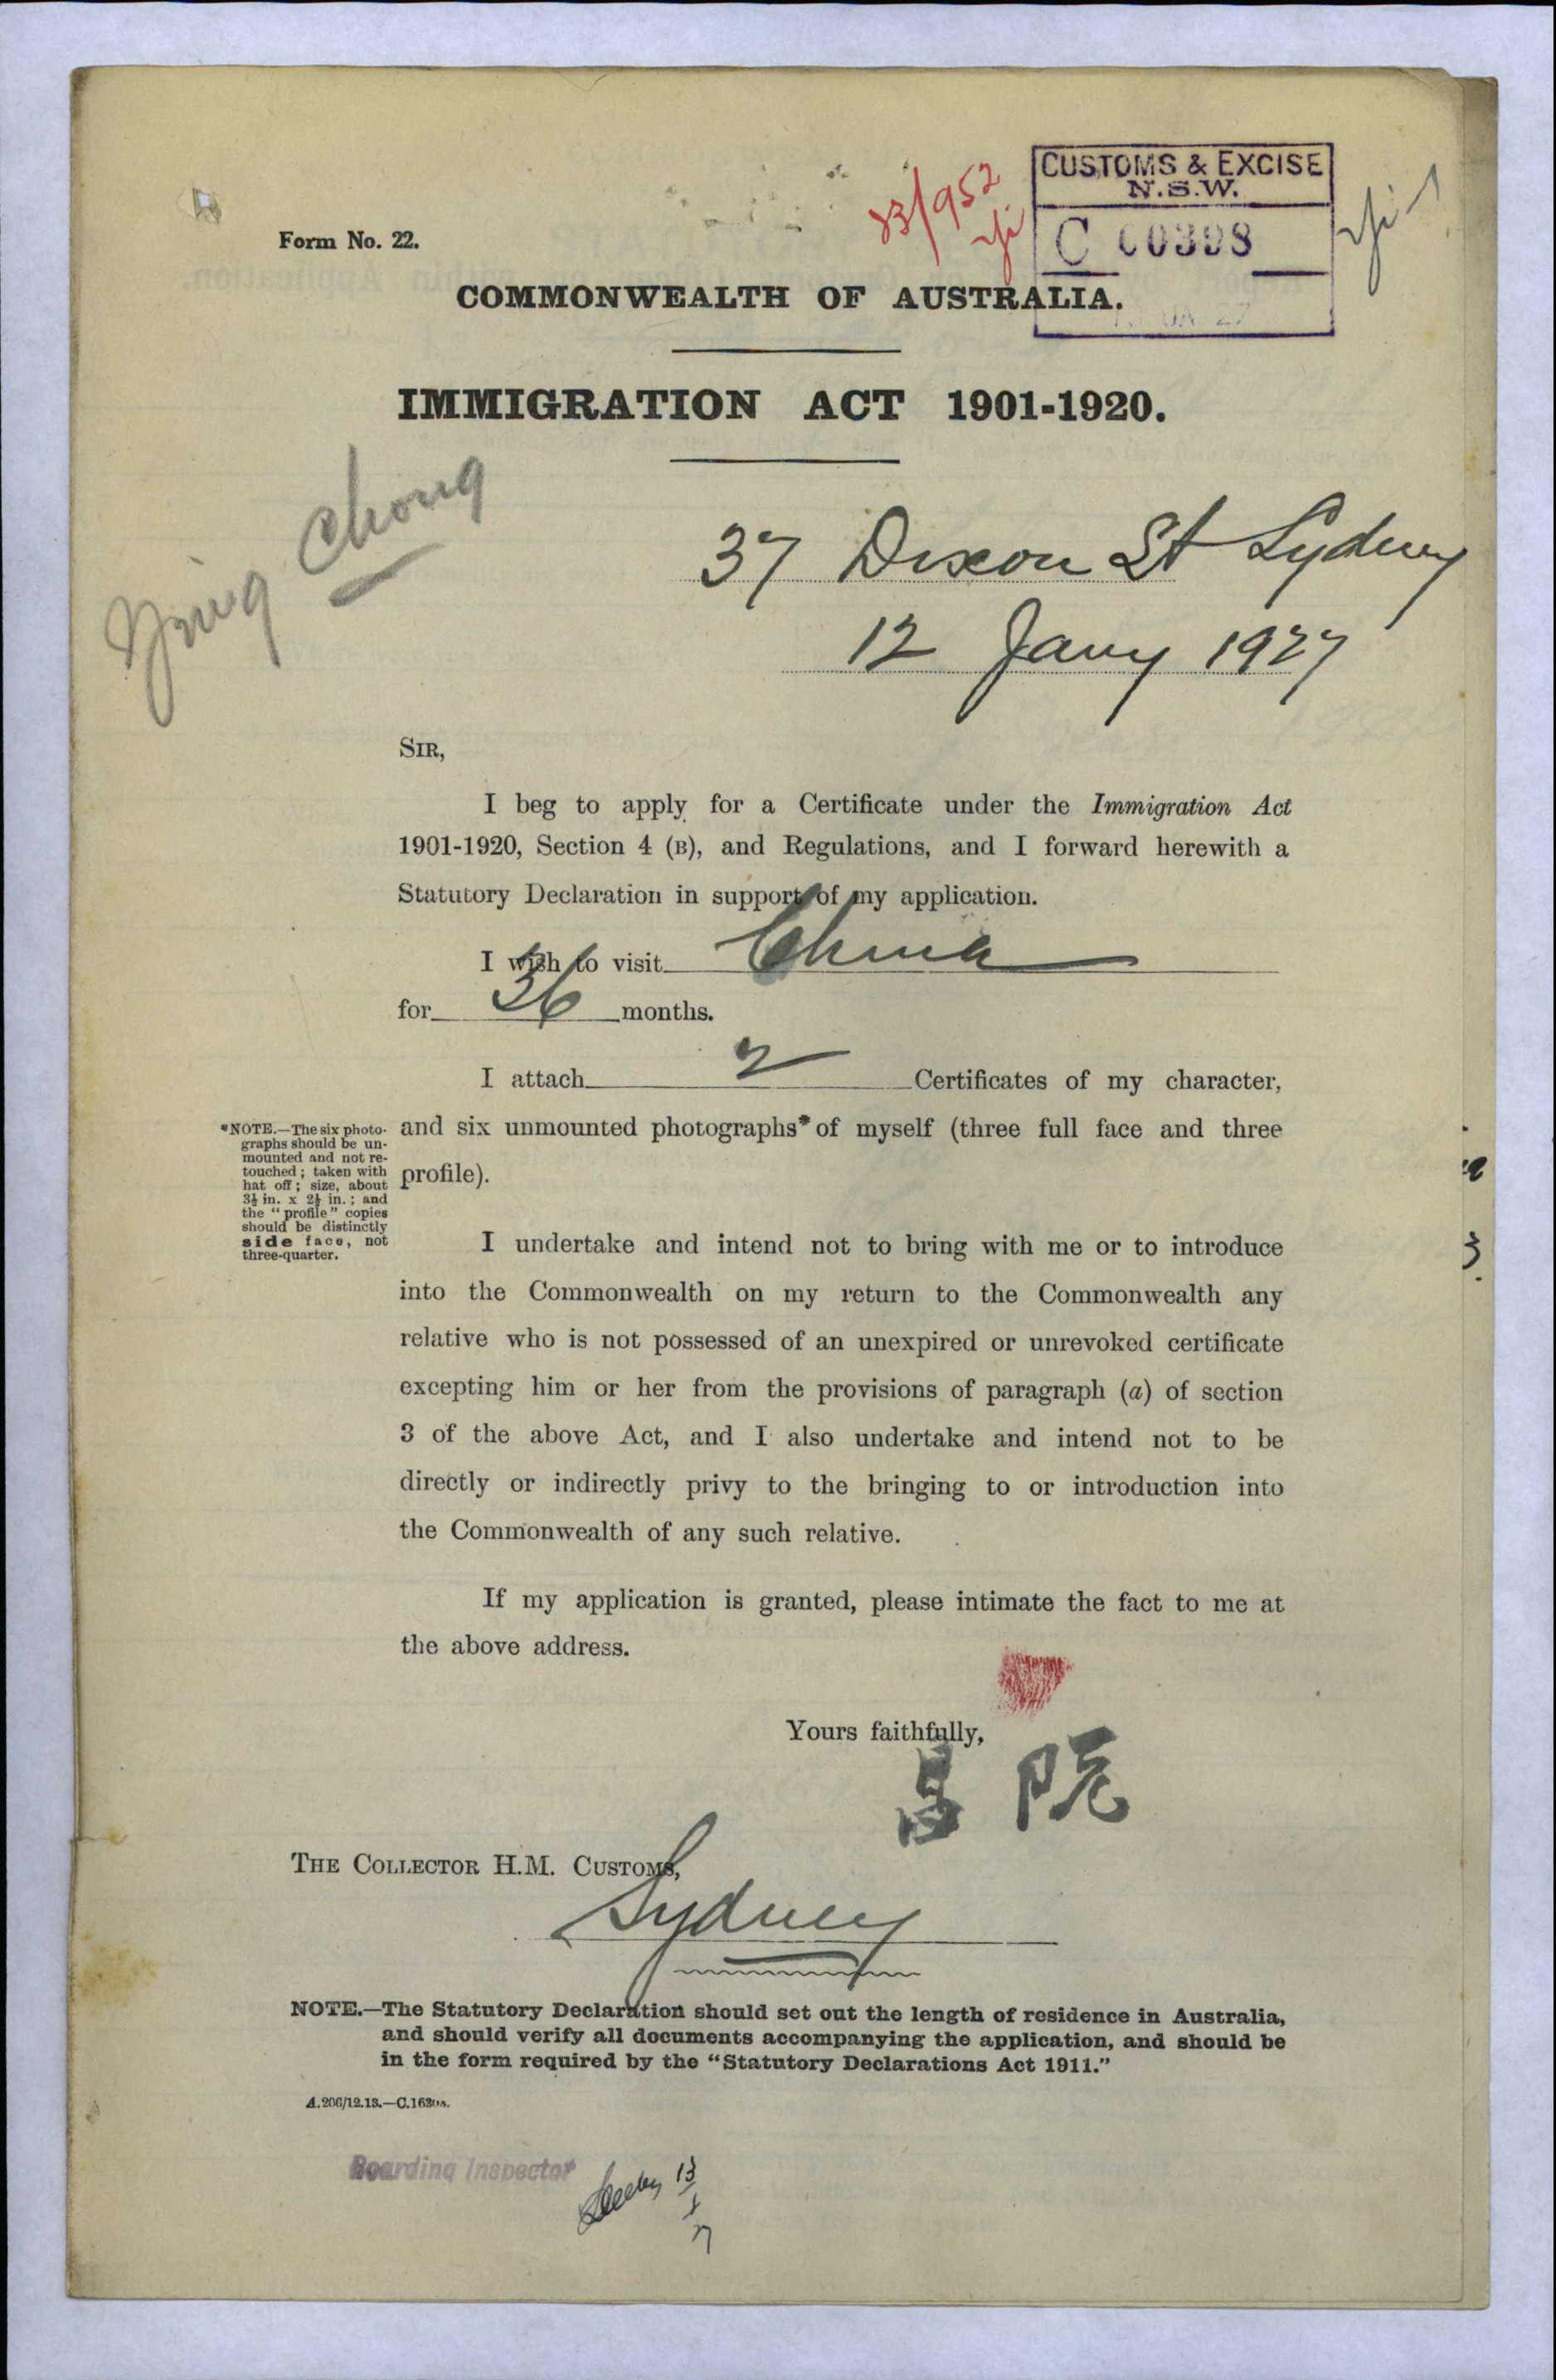 CUSTOMS & EXCISE
N.S.W.
C 00398
83/952
Form No. 22.
COMMONWEALTH OF AUSTRALIA.
IMMIGRATION ACT 1901-1920.
Chong
37 Dixon St Sydney
12 Jany 1927
SIR,
I beg to apply for a Certificate under the Immigration Act
1901-1920, Section 4 (B), and Regulations, and I forward herewith a
Statutory Declaration in support of my application.
I wish to visit China
for 36 months.
I attach 2 Certificates of my character,
and six unmounted photographs* of myself (three full face and three
profile).
*NOTE.—The six photo-
graphs should be un-
mounted and not re-
touched; taken with
hat off; size, about
3½ in. x 2½ in.; and
the "profile" copies
should be distinctly
side face, not
three-quarter.
I undertake and intend not to bring with me or to introduce
into the Commonwealth on my return to the Commonwealth any
relative who is not possessed of an unexpired or unrevoked certificate
excepting him or her from the provisions of paragraph (a) of section
3 of the above Act, and I also undertake and intend not to be
directly or indirectly privy to the bringing to or introduction into
the Commonwealth of any such relative.
If my application is granted, please intimate the fact to me at
the above address.
Yours faithfully,
昌 阮
THE COLLECTOR H.M. CUSTOMS,
Sydney
NOTE.—The Statutory Declaration should set out the length of residence in Australia,
and should verify all documents accompanying the application, and should be
in the form required by the "Statutory Declarations Act 1911."
A.206/12.13.—C.1630A.
Boarding Inspector